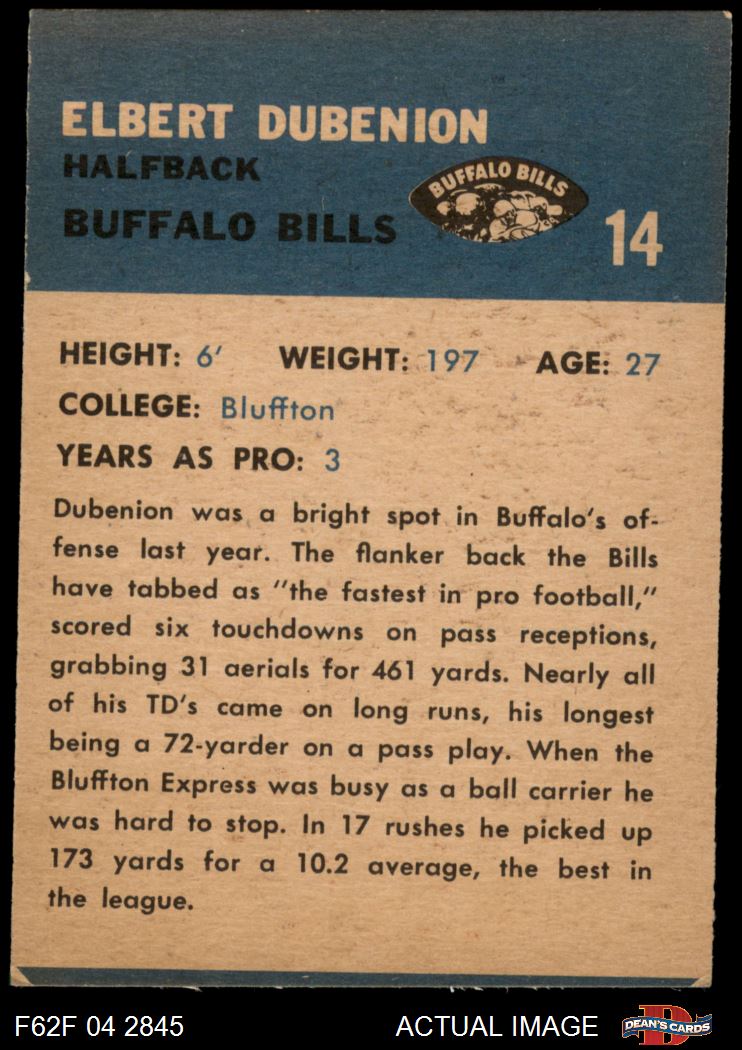 ELBERT DUBENION
HALFBACK
BUFFALO BILLS
BUFFALO BILLS
14
HEIGHT: 6' WEIGHT: 197 AGE: 27
COLLEGE: Bluffton
YEARS AS PRO: 3
Dubenion was a bright spot in Buffalo's of-
fense last year. The flanker back the Bills
have tabbed as "the fastest in pro football,"
scored six touchdowns on pass receptions,
grabbing 31 aerials for 461 yards. Nearly all
of his TD's came on long runs, his longest
being a 72-yarder on a pass play. When the
Bluffton Express was busy as a ball carrier he
was hard to stop. In 17 rushes he picked up
173 yards for a 10.2 average, the best in
the league.
F62F 04 2845 ACTUAL IMAGE D DEAN'S CARDS